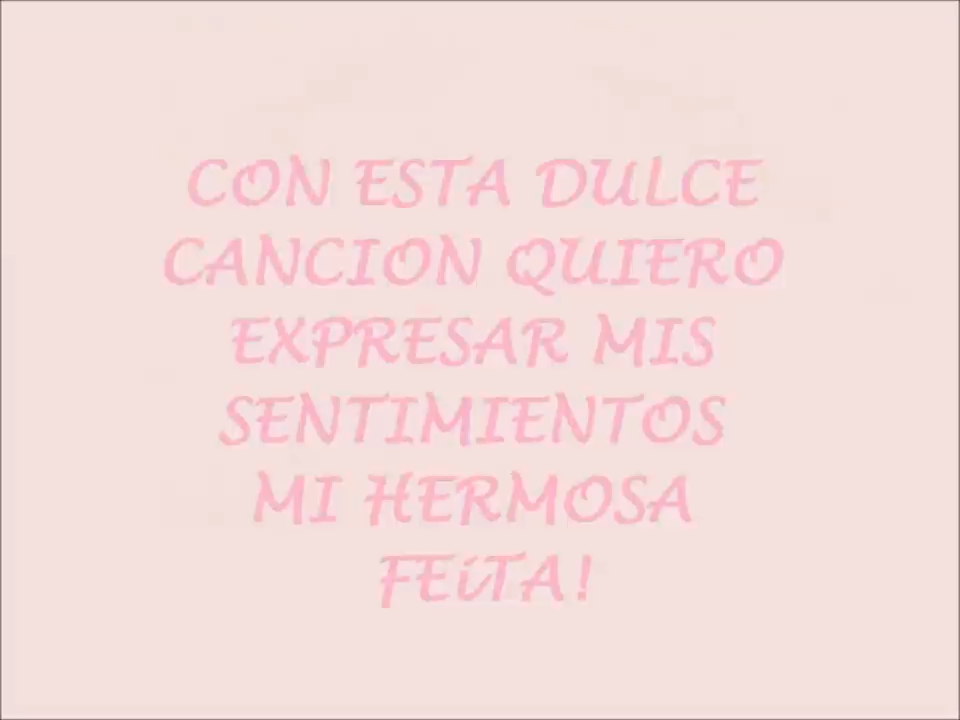 CON ESTA DULCE
CANCION QUIERO
EXPRESAR MIS
SENTIMIENTOS
MI HERMOSA
FEíTA!